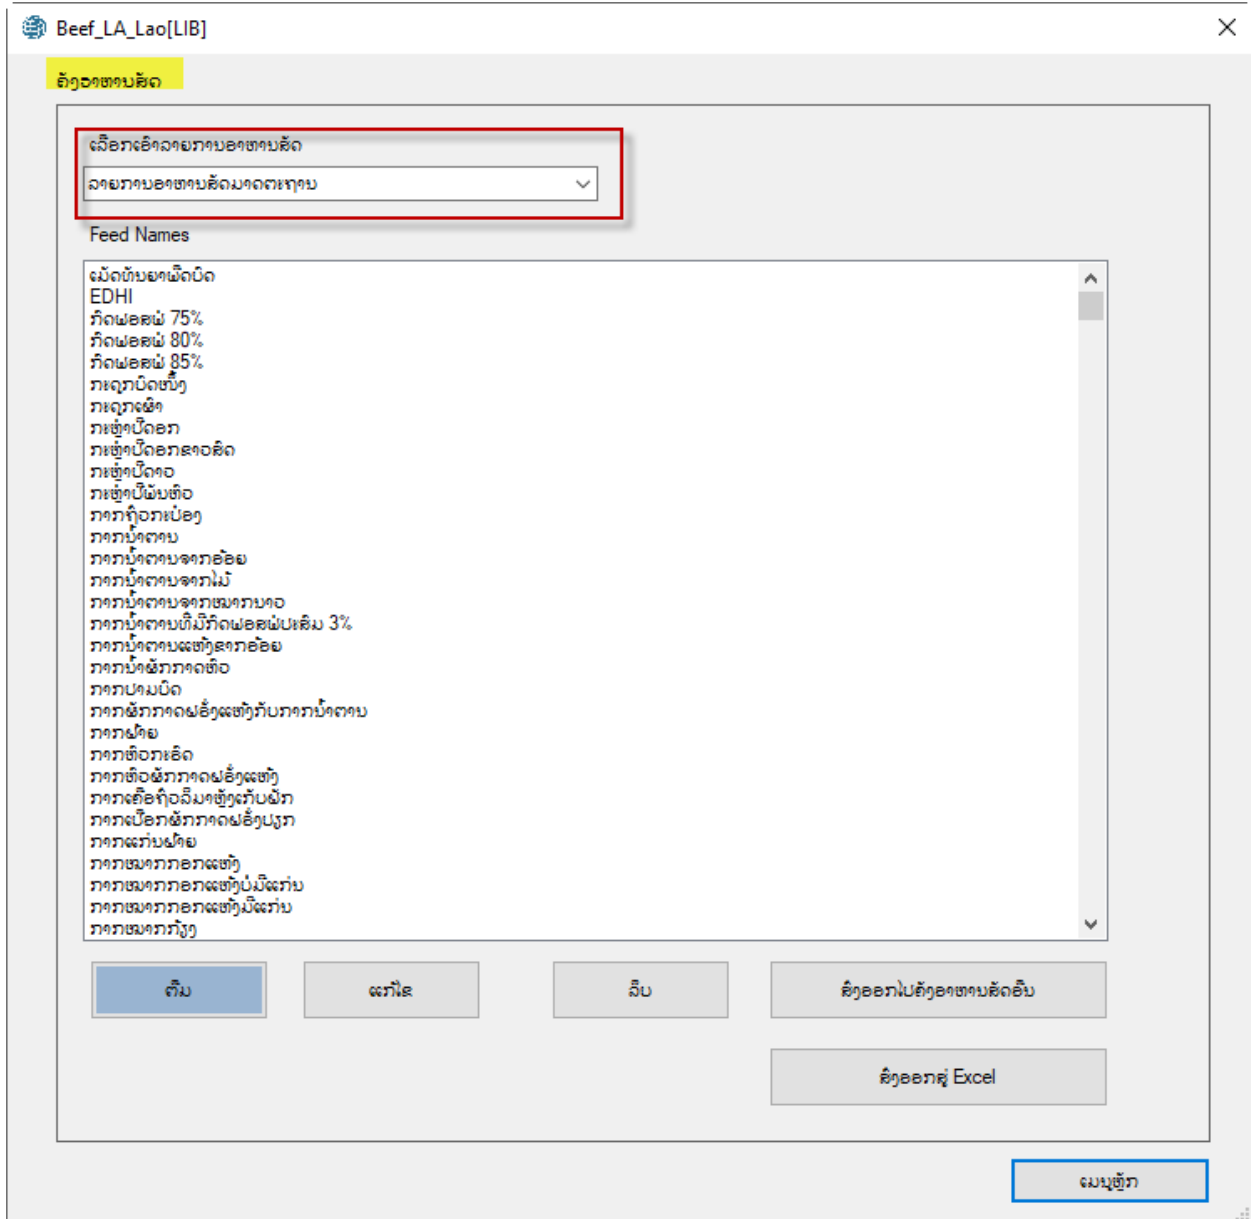 Beef_LA_Lao[LIB]
ຄັງອາຫານສັດ
ເລືອກເອົາລາຍການອາຫານສັດ
ລາຍການອາຫານສັດມາດຕະຖານ
Feed Names
ເມັດທັນຍາພືດບົດ
EDHI
ກົດຟອສຟໍ 75%
ກົດຟອສຟໍ 80%
ກົດຟອສຟໍ 85%
ກະດູກບົດໜຶ້ງ
ກະດູກເຜົາ
ກະຫຼໍ່າປີດອກ
ກະຫຼໍ່າປີດອກຂາວສົດ
ກະຫຼໍ່າປີດາວ
ກະຫຼໍ່າປີພັນຫົວ
ກາກຖົ່ວກະປ໋ອງ
ກາກນ້ຳຕານ
ກາກນ້ຳຕານຈາກອ້ອຍ
ກາກນ້ຳຕານຈາກໄມ້
ກາກນ້ຳຕານຈາກໝາກນາວ
ກາກນ້ຳຕານທີ່ມີກົດຟອສຟໍປະສົມ 3%
ກາກນ້ຳຕານແຫ້ງຂາກອ້ອຍ
ກາກນ້ຳຜັກກາດຫົວ
ກາກປາມບົດ
ກາກຜັກກາດຝຣັ່ງແຫ້ງກັບກາກນ້ຳຕານ
ກາກຝ້າຍ
ກາກຫົວກະຣົດ
ກາກຫົວຜັກກາດຝຣັ່ງແຫ້ງ
ກາກເຄືອຖົ່ວລິມາຫຼັງເກັບຝັກ
ກາກເປືອກຜັກກາດຝຣັ່ງປຽກ
ກາກແກ່ນຝ້າຍ
ກາກໝາກກອກແຫ້ງ
ກາກໝາກກອກແຫ້ງບໍ່ມີແກ່ນ
ກາກໝາກກອກແຫ້ງມີແກ່ນ
ກາກໝາກກ້ຽງ
ຕື່ມ ແກ້ໄຂ ລຶບ ສົ່ງອອກໄປຄັງອາຫານສັດອື່ນ
ສົ່ງອອກສູ່ Excel
ເມນູຫຼັກ